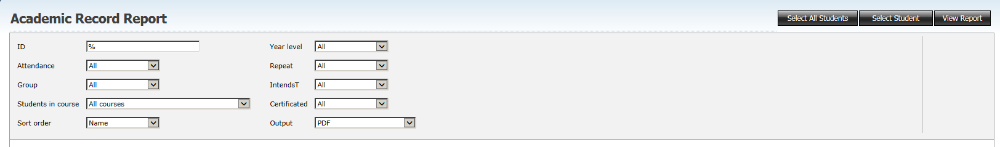 Academic Record Report
Select All Students Select Student View Report
ID % Year level All
Attendance All Repeat All
Group All IntendsT All
Students in course All courses Certificated All
Sort order Name Output PDF